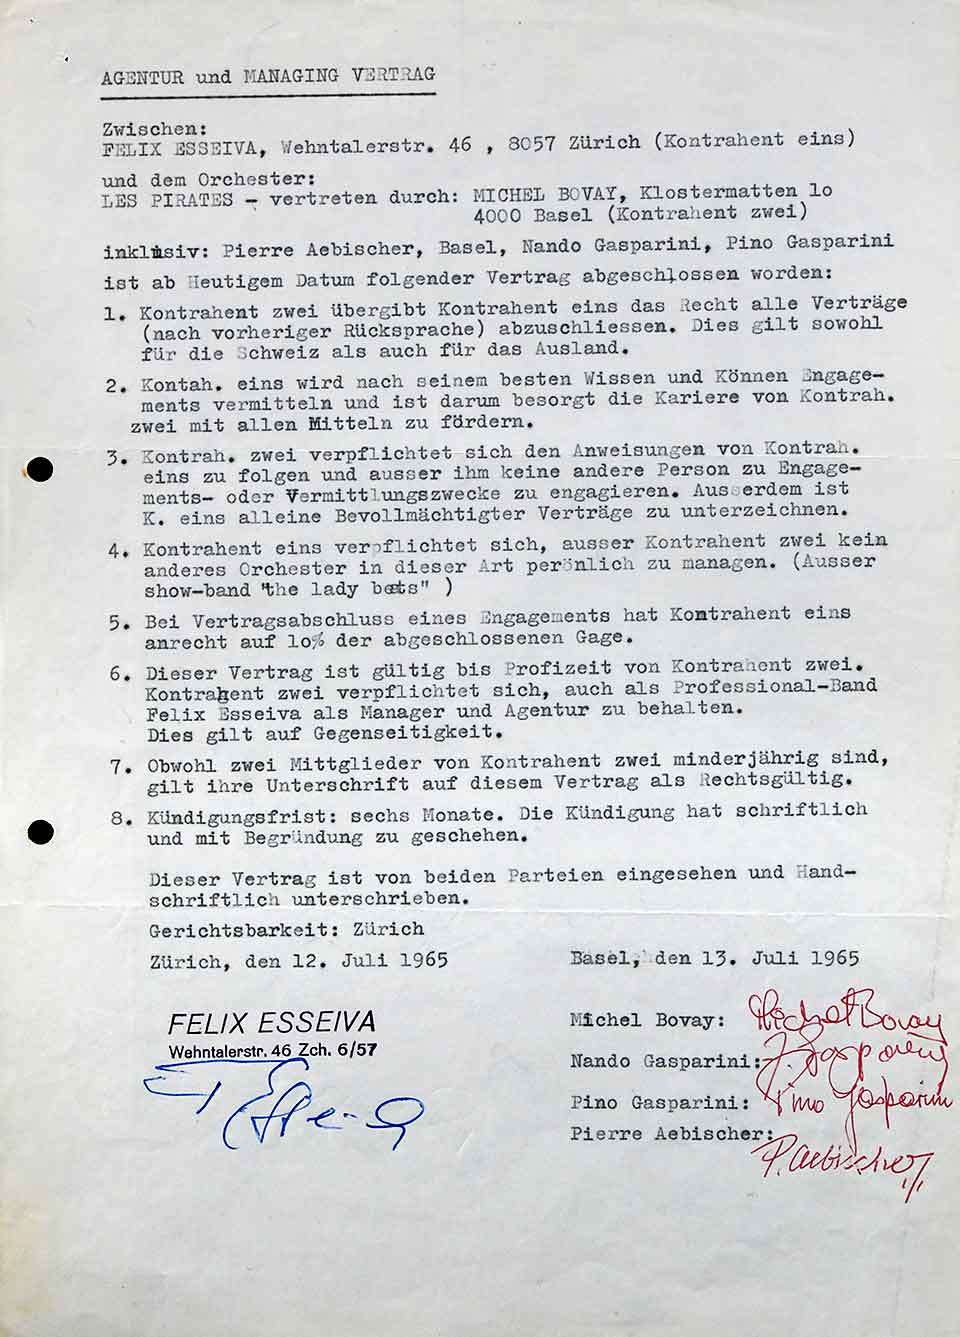 AGENTUR und MANAGING VERTRAG
Zwischen:
FELIX ESSEIVA, Wehntalerstr. 46 , 8057 Zürich (Kontrahent eins)
und dem Orchester:
LES PIRATES - vertreten durch: MICHEL BOVAY, Klostermatten lo
4000 Basel (Kontrahent zwei)
inklusiv: Pierre Aebischer, Basel, Nando Gasparini, Pino Gasparini
ist ab Heutigem Datum folgender Vertrag abgeschlossen worden:
1. Kontrahent zwei übergibt Kontrahent eins das Recht alle Verträge
(nach vorheriger Rücksprache) abzuschliessen. Dies gilt sowohl
für die Schweiz als auch für das Ausland.
2. Kontah. eins wird nach seinem besten Wissen und Können Engage-
ments vermitteln und ist darum besorgt die Kariere von Kontrah.
zwei mit allen Mitteln zu fördern.
3. Kontrah. zwei verpflichtet sich den Anweisungen von Kontrah.
eins zu folgen und ausser ihm keine andere Person zu Engage-
ments- oder Vermittlungszwecke zu engagieren. Ausserdem ist
K. eins alleine Bevollmächtigter Verträge zu unterzeichnen.
4. Kontrahent eins verpflichtet sich, ausser Kontrahent zwei kein
anderes Orchester in dieser Art persönlich zu managen. (Ausser
show-band "the lady beats" )
5. Bei Vertragsabschluss eines Engagements hat Kontrahent eins
anrecht auf lo% der abgeschlossenen Gage.
6. Dieser Vertrag ist gültig bis Profizeit von Kontrahent zwei.
Kontrahent zwei verpflichtet sich, auch als Professional-Band
Felix Esseiva als Manager und Agentur zu behalten.
Dies gilt auf Gegenseitigkeit.
7. Obwohl zwei Mittglieder von Kontrahent zwei minderjährig sind,
gilt ihre Unterschrift auf diesem Vertrag als Rechtsgültig.
8. Kündigungsfrist: sechs Monate. Die Kündigung hat schriftlich
und mit Begründung zu geschehen.
Dieser Vertrag ist von beiden Parteien eingesehen und Hand-
schriftlich unterschrieben.
Gerichtsbarkeit: Zürich
Zürich, den 12. Juli 1965
Basel, den 13. Juli 1965
FELIX ESSEIVA
Wehntalerstr. 46 Zch. 6/57
Michel Bovay: Michel Bovay
Nando Gasparini: Gasparini
Pino Gasparini: Pino Gasparini
Pierre Aebischer: P. Aebischer